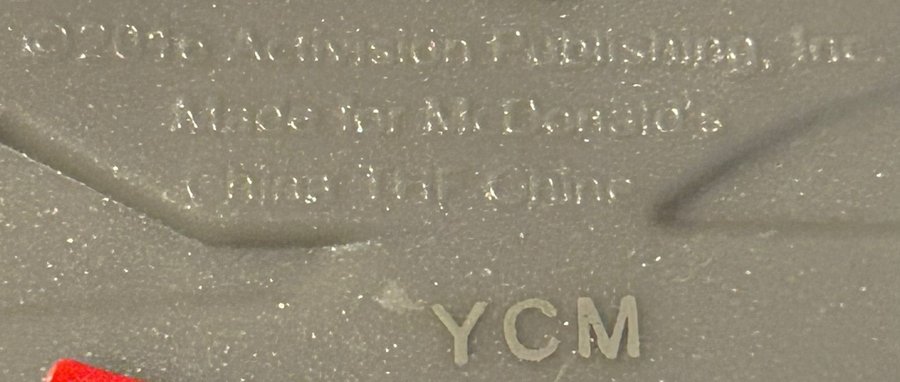 Activision Publishing, Inc.
Made for McDonald's
China Chine
YCM